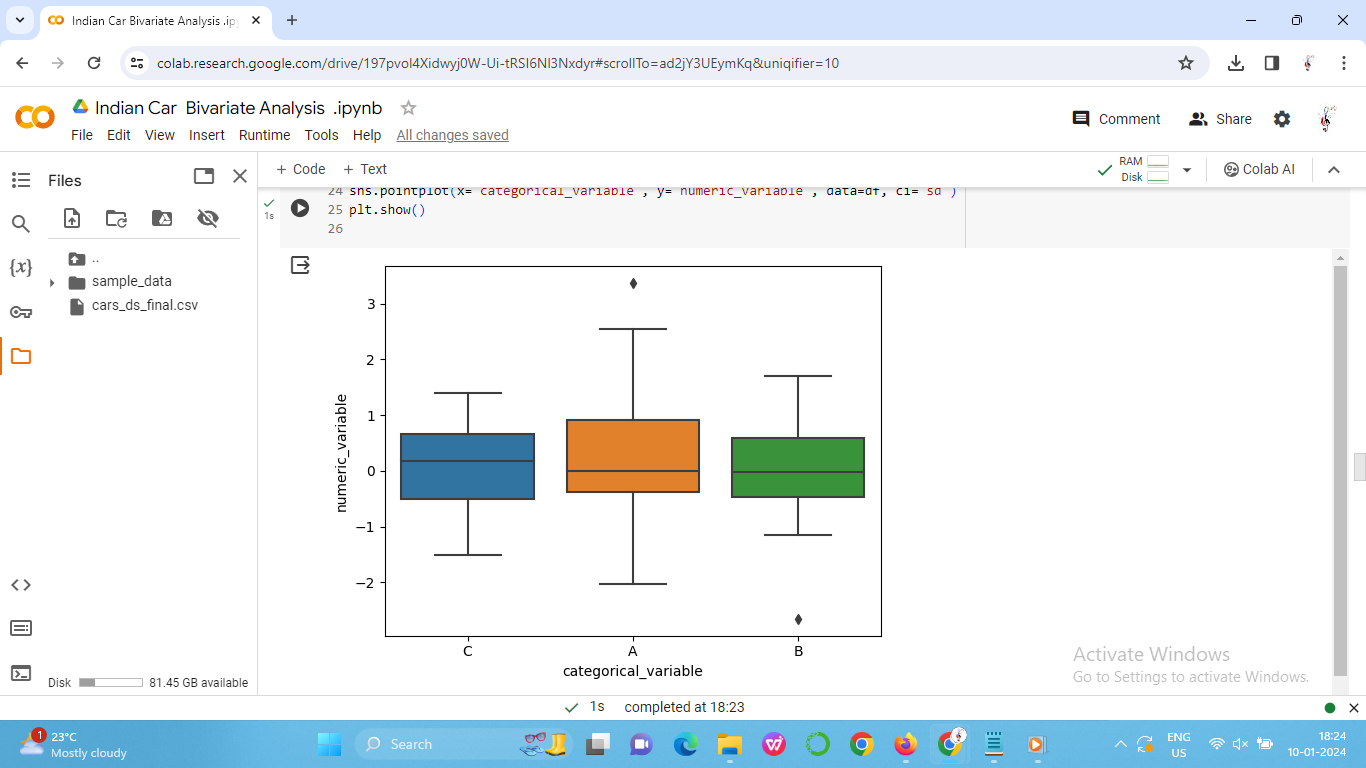 Indian Car Bivariate Analysis .ip
colab.research.google.com/drive/197pvol4Xidwyj0W-Ui-tRSI6NI3Nxdyr#scrollTo=ad2jY3UEymKq&uniqifier=10
Indian Car Bivariate Analysis .ipynb
File Edit View Insert Runtime Tools Help All changes saved
Comment Share
Files
+ Code + Text
RAM
Disk
Colab AI
24 sns.pointplot(x='categorical_variable', y='numeric_variable', data=df, ci='sd')
1s
25 plt.show()
26
{x}
..
sample_data
cars_ds_final.csv
3
2
1
0
−1
−2
numeric_variable
C A B
categorical_variable
Activate Windows
Go to Settings to activate Windows.
Disk 81.45 GB available
1s completed at 18:23
1
23°C
Mostly cloudy
Search
ENG
US
18:24
10-01-2024